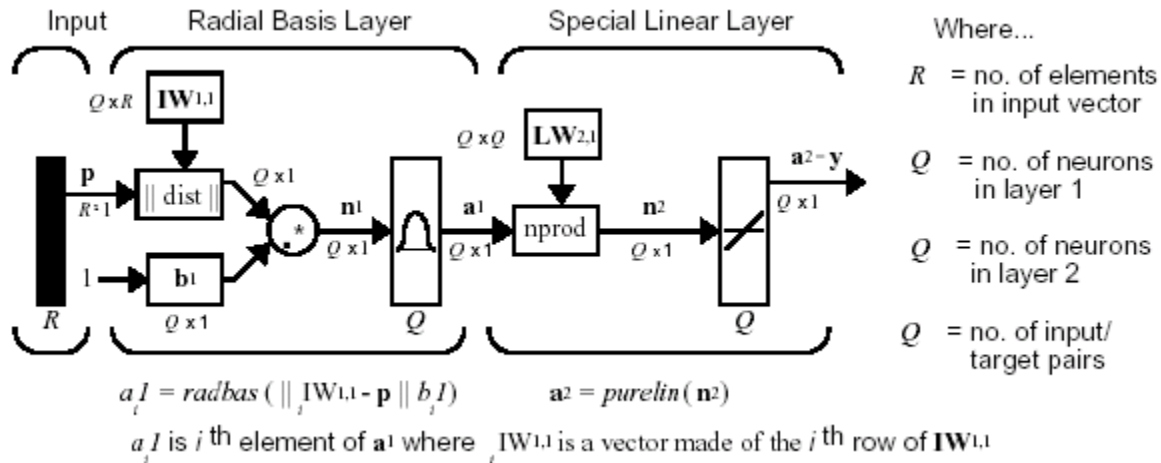 Input Radial Basis Layer Special Linear Layer
Where...
R = no. of elements
in input vector
Q = no. of neurons
in layer 1
Q = no. of neurons
in layer 2
Q = no. of input/
target pairs
Q x R IW1,1
Q x Q LW2,1
p
R 1
|| dist ||
Q x 1
1
b1
Q x 1
.*
n1
Q x 1
a1
Q x 1
nprod
n2
Q x 1
a2 = y
Q x 1
R Q Q
aᵢ1 = radbas ( || ᵢIW1,1 - p || bᵢ1)
a2 = purelin ( n2 )
aᵢ1 is i th element of a1 where ᵢIW1,1 is a vector made of the i th row of IW1,1